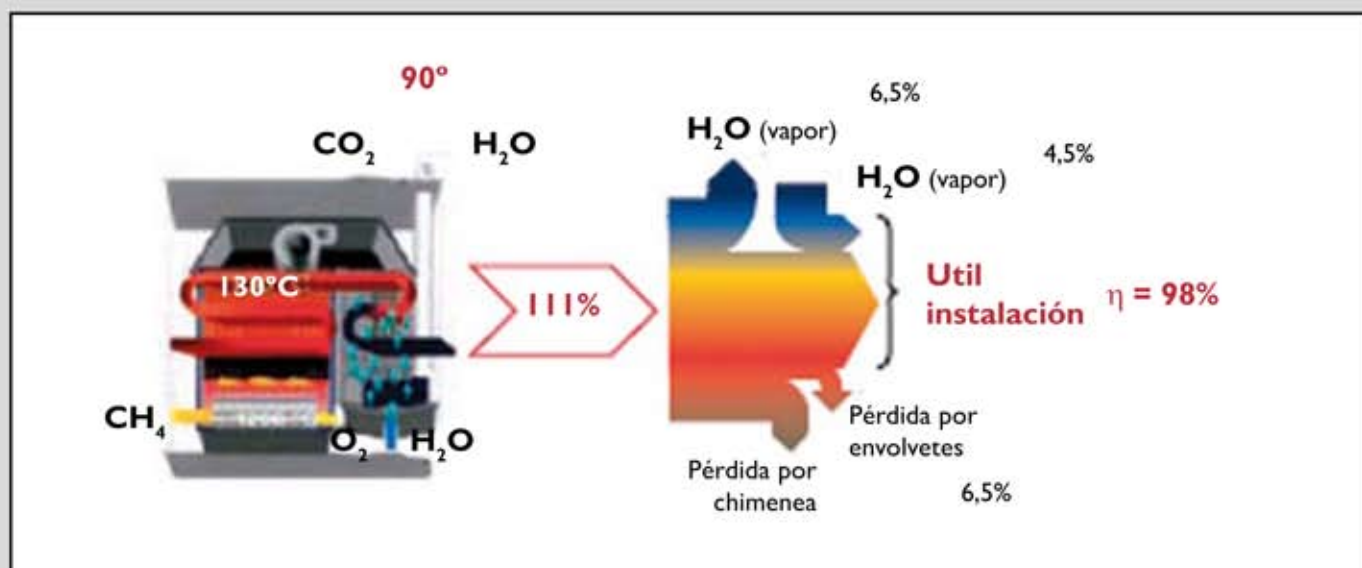 90º
6,5%
CO2 H2O
H2O (vapor)
4,5%
H2O (vapor)
130ºC
111%
Util
instalación
η = 98%
CH4
O2 H2O
Pérdida por
envolvetes
Pérdida por
chimenea
6,5%